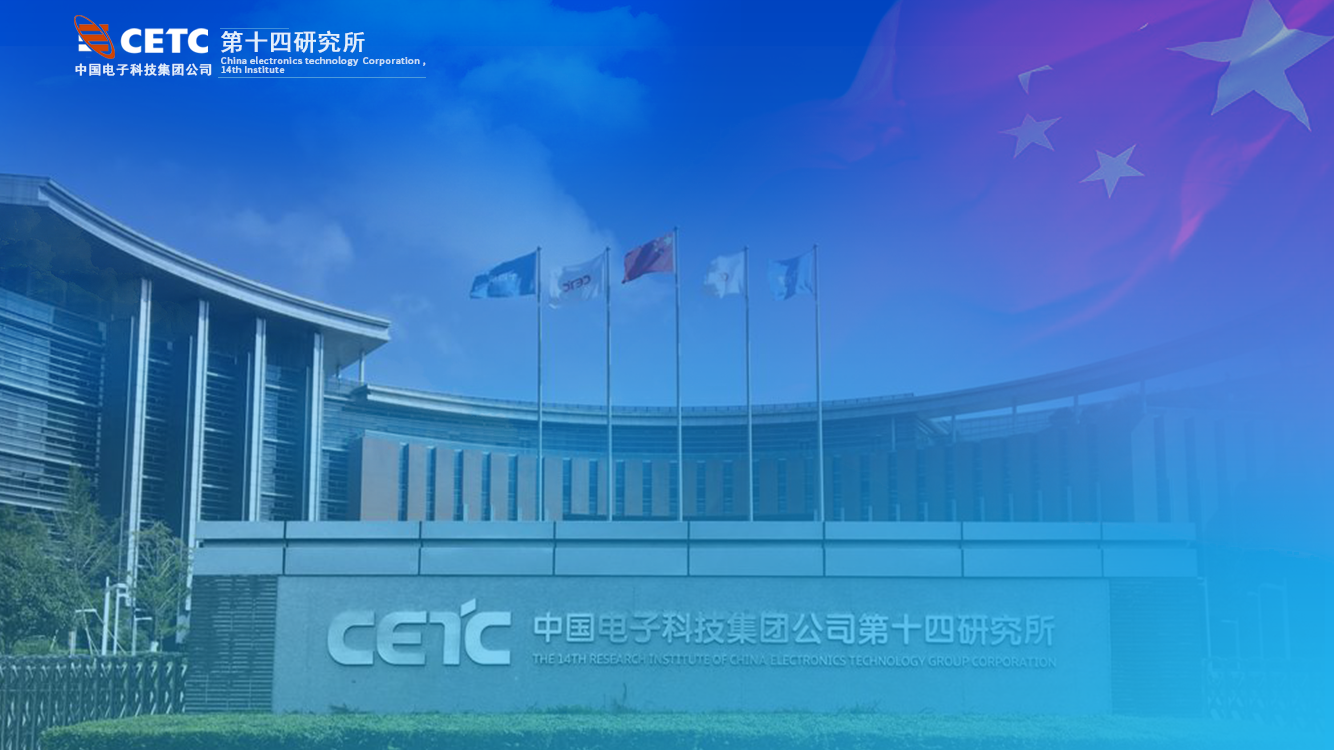 CETC
中国电子科技集团公司
第十四研究所
China electronics technology Corporation ,
14th Institute
CETC
CETC
中国电子科技集团公司第十四研究所
THE 14TH RESEARCH INSTITUTE OF CHINA ELECTRONICS TECHNOLOGY GROUP CORPORATION